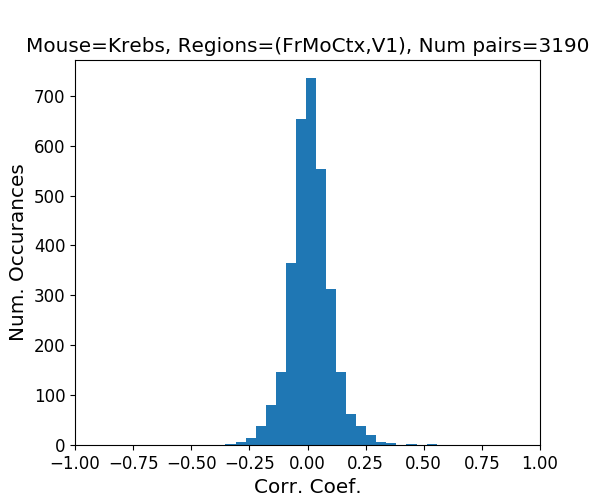 Mouse=Krebs, Regions=(FrMoCtx,V1), Num pairs=3190
Num. Occurances
700
600
500
400
300
200
100
0
−1.00 −0.75 −0.50 −0.25 0.00 0.25 0.50 0.75 1.00
Corr. Coef.